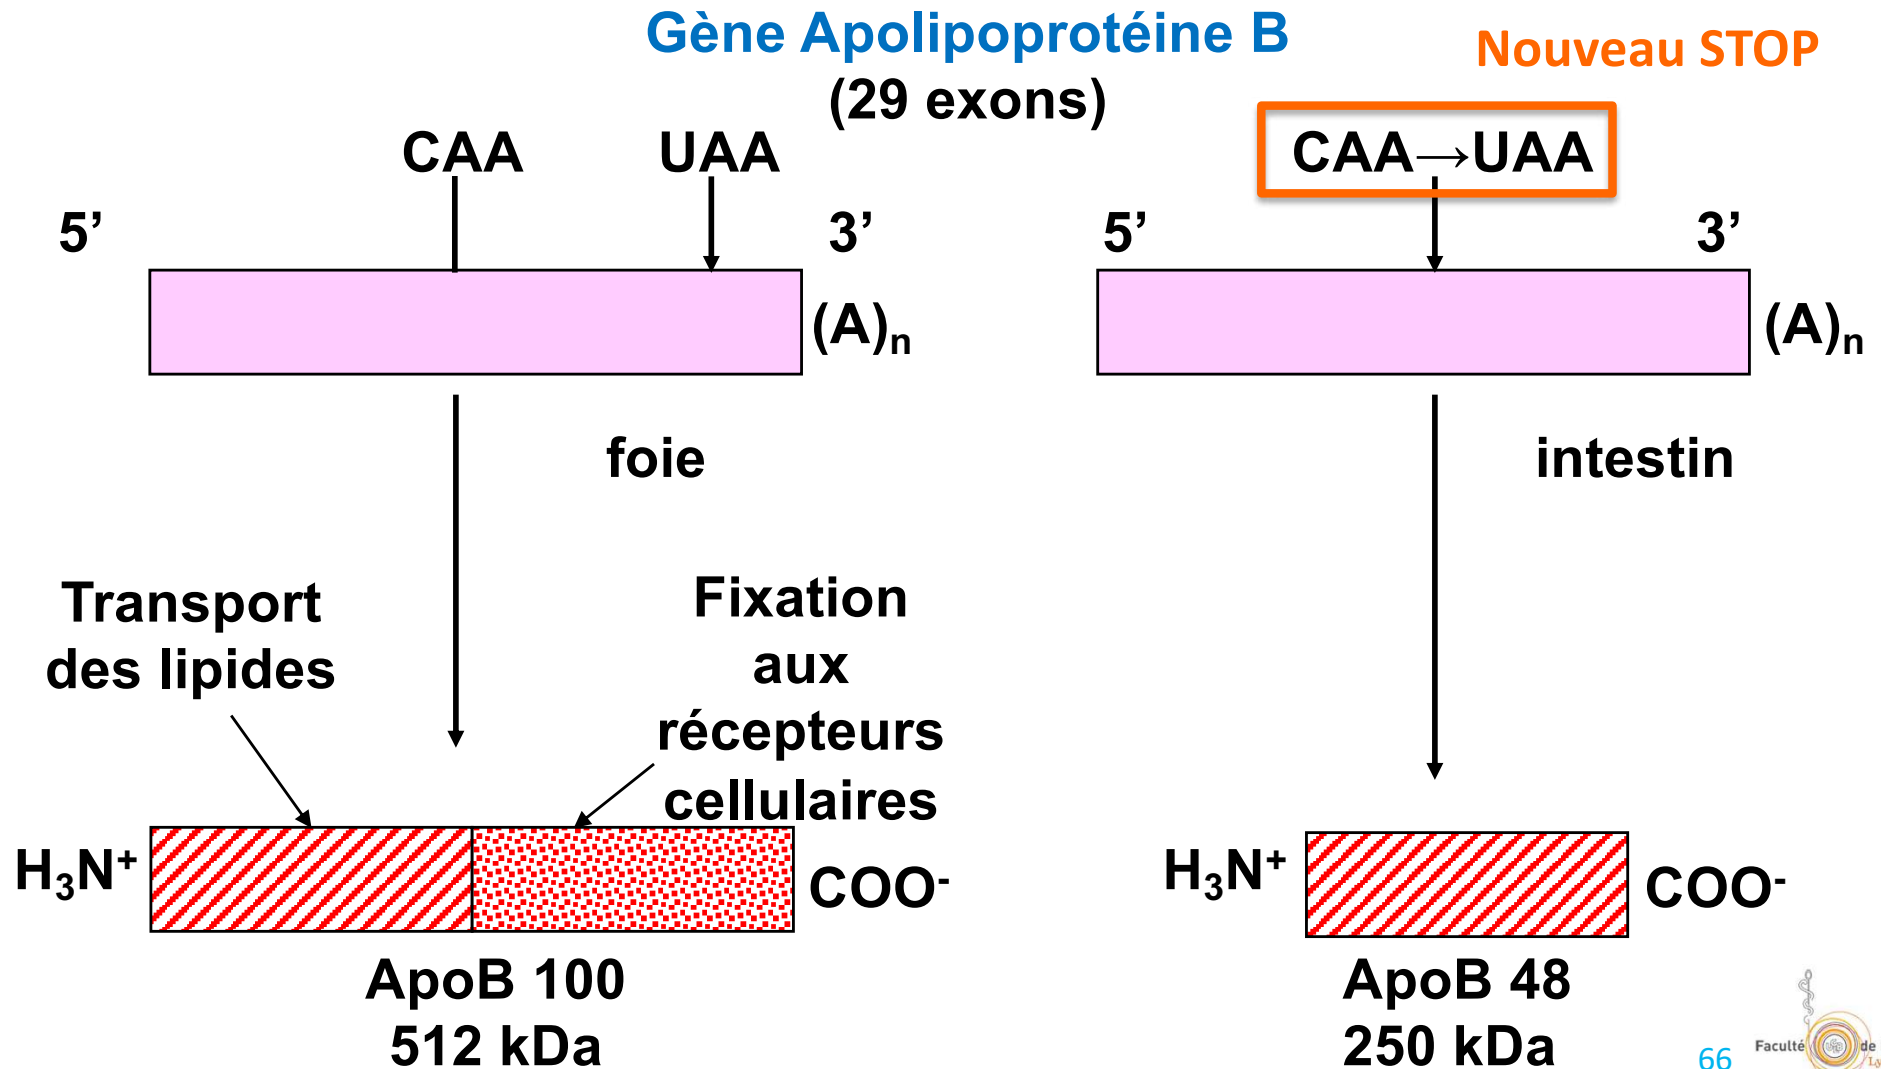 Gène Apolipoprotéine B
(29 exons)
Nouveau STOP
CAA
UAA
5’
3’
(A)n
foie
Transport
des lipides
Fixation
aux
récepteurs
cellulaires
H3N+
COO-
ApoB 100
512 kDa
CAA→UAA
5’
3’
(A)n
intestin
H3N+
COO-
ApoB 48
250 kDa
66
Faculté de